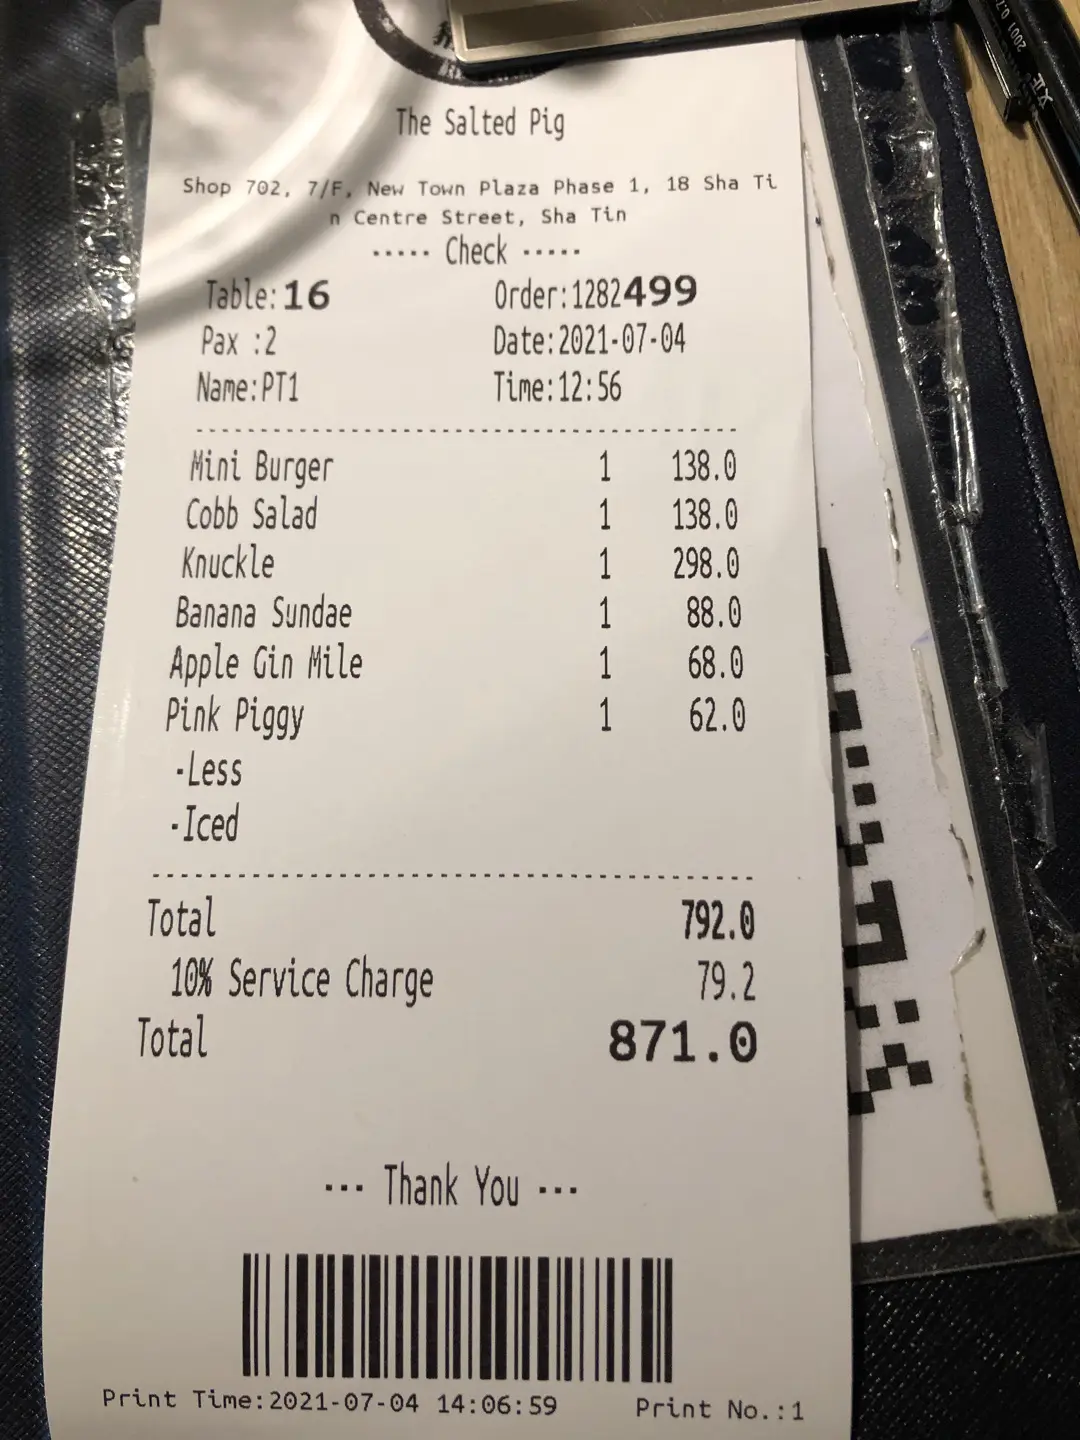 The Salted Pig
Shop 702, 7/F, New Town Plaza Phase 1, 18 Sha Ti
n Centre Street, Sha Tin
----- Check -----
Table:16 Order:1282499
Pax :2 Date:2021-07-04
Name:PT1 Time:12:56
Mini Burger 1 138.0
Cobb Salad 1 138.0
Knuckle 1 298.0
Banana Sundae 1 88.0
Apple Gin Mile 1 68.0
Pink Piggy 1 62.0
-Less
-Iced
Total 792.0
10% Service Charge 79.2
Total 871.0
--- Thank You ---
Print Time:2021-07-04 14:06:59 Print No.:1